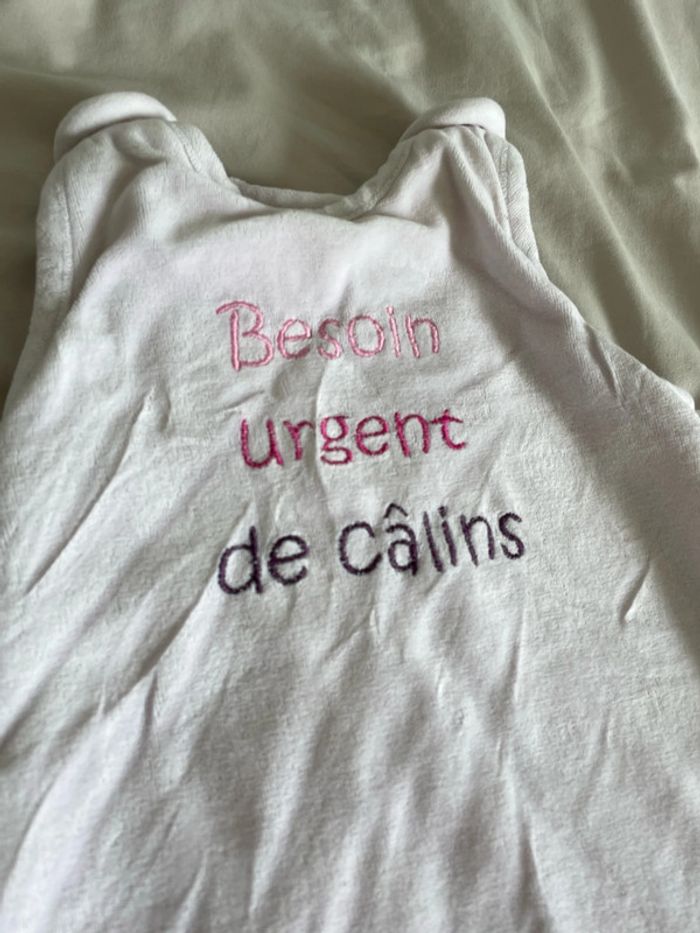 Besoin
urgent
de câlins